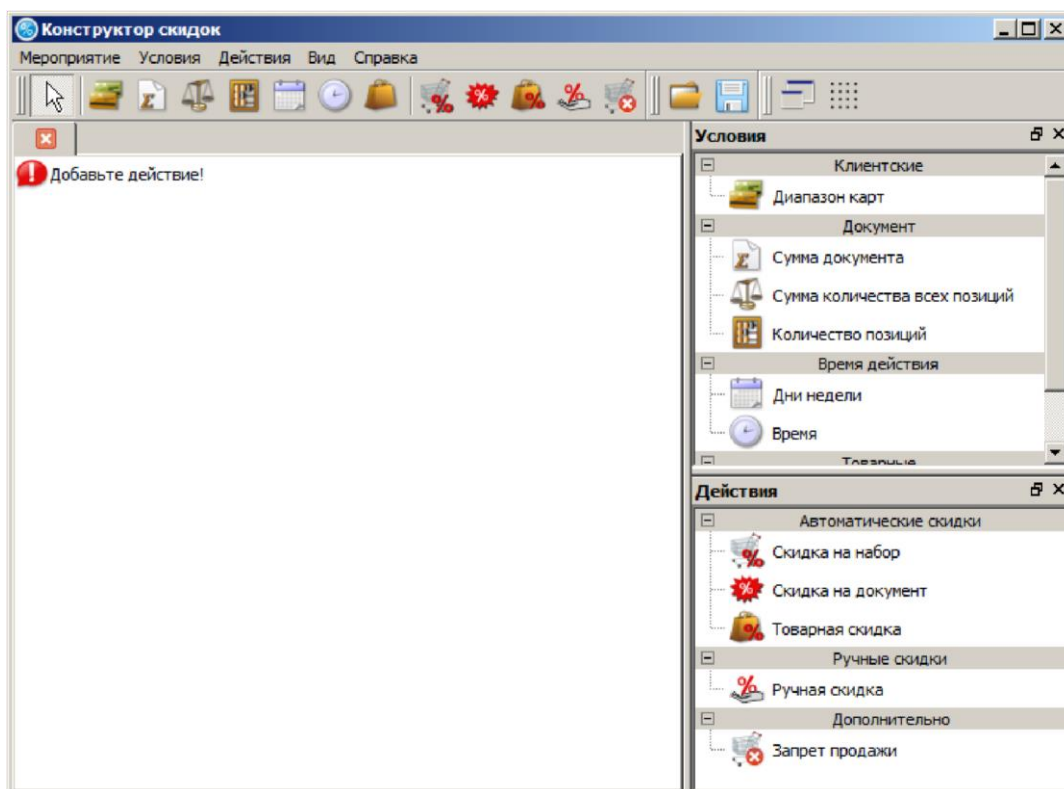 Конструктор скидок
Мероприятие Условия Действия Вид Справка
Добавьте действие!
Условия
Клиентские
Диапазон карт
Документ
Сумма документа
Сумма количества всех позиций
Количество позиций
Время действия
Дни недели
Время
Товарные
Действия
Автоматические скидки
Скидка на набор
Скидка на документ
Товарная скидка
Ручные скидки
Ручная скидка
Дополнительно
Запрет продажи